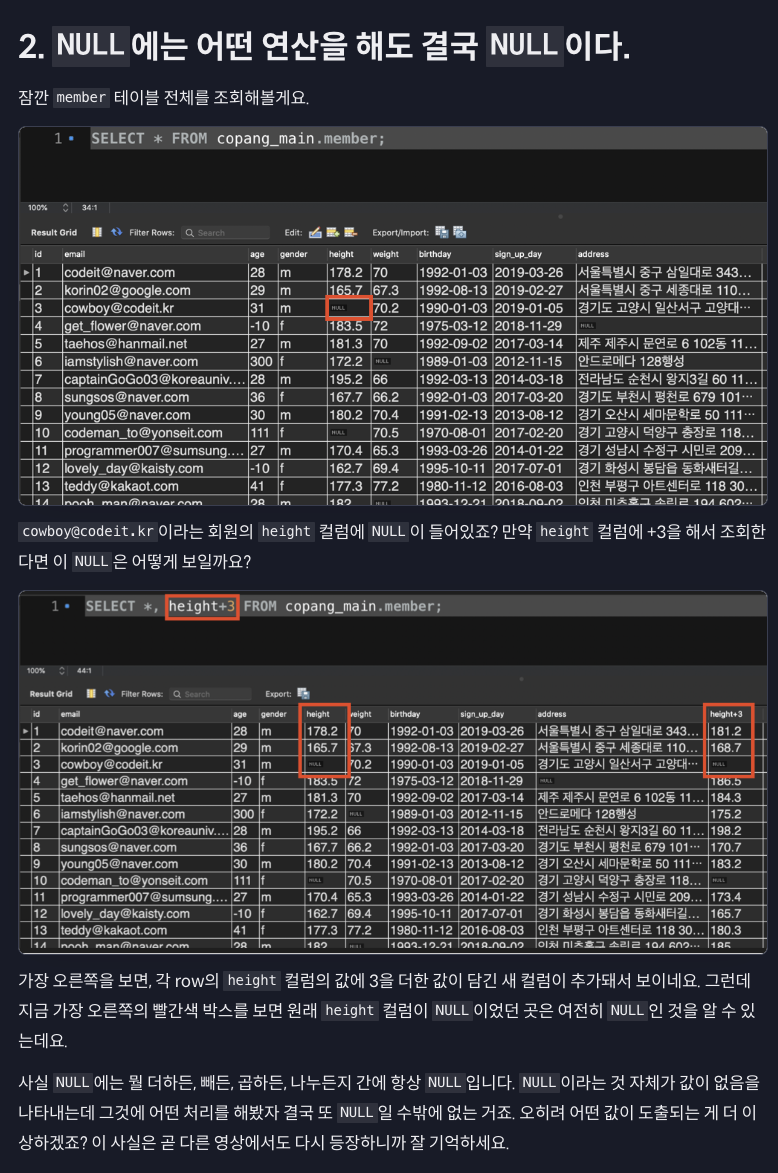 2. NULL에는 어떤 연산을 해도 결국 NULL이다.
잠깐 member 테이블 전체를 조회해볼게요.
1 SELECT * FROM copang_main.member;
100% 34:1
Result Grid Filter Rows: Search Edit: Export/Import:
id email age gender height weight birthday sign_up_day address
1 codeit@naver.com 28 m 178.2 70 1992-01-03 2019-03-26 서울특별시 중구 삼일대로 343...
2 korin02@google.com 29 m 165.7 67.3 1992-08-13 2019-02-27 서울특별시 중구 세종대로 110...
3 cowboy@codeit.kr 31 m NULL 70.2 1990-01-03 2019-01-05 경기도 고양시 일산서구 고양대...
4 get_flower@naver.com -10 f 183.5 72 1975-03-12 2018-11-29 NULL
5 taehos@hanmail.net 27 m 181.3 70 1992-09-02 2017-03-14 제주 제주시 문연로 6 102동 11...
6 iamstylish@naver.com 300 f 172.2 NULL 1989-01-03 2012-11-15 안드로메다 128행성
7 captainGoGo03@koreauniv.... 28 m 195.2 66 1992-03-13 2014-03-18 전라남도 순천시 왕지3길 60 11...
8 sungsos@naver.com 36 f 167.7 66.2 1992-01-03 2017-03-20 경기도 부천시 평천로 679 101...
9 young05@naver.com 30 m 180.2 70.4 1991-02-13 2013-08-12 경기 오산시 세마문학로 50 111...
10 codeman_to@yonseit.com 111 f NULL 70.5 1970-08-01 2017-02-20 경기 고양시 덕양구 충장로 118...
11 programmer007@sumsung.... 27 m 170.4 65.3 1993-03-26 2014-01-22 경기 성남시 수정구 시민로 209...
12 lovely_day@kaisty.com -10 f 162.7 69.4 1995-10-11 2017-07-01 경기 화성시 봉담읍 동화새터길...
13 teddy@kakaot.com 41 f 177.3 77.2 1980-11-12 2016-08-03 인천 부평구 아트센터로 118 30...
14 pooh_man@naver.com 28 m 182 NULL 1993-12-21 2018-09-02 인천 미추홀구 송림로 194 602...
cowboy@codeit.kr이라는 회원의 height 컬럼에 NULL이 들어있죠? 만약 height 컬럼에 +3을 해서 조회한
다면 이 NULL은 어떻게 보일까요?
1 SELECT *, height+3 FROM copang_main.member;
100% 44:1
Result Grid Filter Rows: Search Export:
id email age gender height weight birthday sign_up_day address height+3
1 codeit@naver.com 28 m 178.2 70 1992-01-03 2019-03-26 서울특별시 중구 삼일대로 343... 181.2
2 korin02@google.com 29 m 165.7 67.3 1992-08-13 2019-02-27 서울특별시 중구 세종대로 110... 168.7
3 cowboy@codeit.kr 31 m NULL 70.2 1990-01-03 2019-01-05 경기도 고양시 일산서구 고양대... NULL
4 get_flower@naver.com -10 f 183.5 72 1975-03-12 2018-11-29 NULL 186.5
5 taehos@hanmail.net 27 m 181.3 70 1992-09-02 2017-03-14 제주 제주시 문연로 6 102동 11... 184.3
6 iamstylish@naver.com 300 f 172.2 NULL 1989-01-03 2012-11-15 안드로메다 128행성 175.2
7 captainGoGo03@koreauniv.... 28 m 195.2 66 1992-03-13 2014-03-18 전라남도 순천시 왕지3길 60 11... 198.2
8 sungsos@naver.com 36 f 167.7 66.2 1992-01-03 2017-03-20 경기도 부천시 평천로 679 101... 170.7
9 young05@naver.com 30 m 180.2 70.4 1991-02-13 2013-08-12 경기 오산시 세마문학로 50 111... 183.2
10 codeman_to@yonseit.com 111 f NULL 70.5 1970-08-01 2017-02-20 경기 고양시 덕양구 충장로 118... NULL
11 programmer007@sumsung.... 27 m 170.4 65.3 1993-03-26 2014-01-22 경기 성남시 수정구 시민로 209... 173.4
12 lovely_day@kaisty.com -10 f 162.7 69.4 1995-10-11 2017-07-01 경기 화성시 봉담읍 동화새터길... 165.7
13 teddy@kakaot.com 41 f 177.3 77.2 1980-11-12 2016-08-03 인천 부평구 아트센터로 118 30... 180.3
14 pooh_man@naver.com 28 m 182 NULL 1993-12-21 2018-09-02 인천 미추홀구 송림로 194 602... 185
가장 오른쪽을 보면, 각 row의 height 컬럼의 값에 3을 더한 값이 담긴 새 컬럼이 추가돼서 보이네요. 그런데
지금 가장 오른쪽의 빨간색 박스를 보면 원래 height 컬럼이 NULL이었던 곳은 여전히 NULL인 것을 알 수 있
는데요.
사실 NULL에는 뭘 더하든, 빼든, 곱하든, 나누든지 간에 항상 NULL입니다. NULL이라는 것 자체가 값이 없음을
나타내는데 그것에 어떤 처리를 해봤자 결국 또 NULL일 수밖에 없는 거죠. 오히려 어떤 값이 도출되는 게 더 이
상하겠죠? 이 사실은 곧 다른 영상에서도 다시 등장하니까 잘 기억하세요.